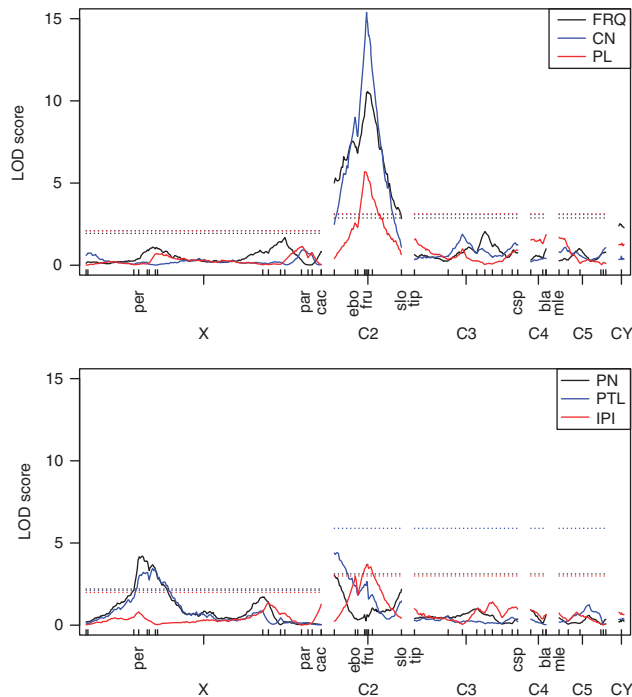 15
10
5
0
LOD score
FRQ
CN
PL
per
par
cac
ebo
fru
slo
tip
csp
bla
mle
X
C2
C3
C4
C5
CY
15
10
5
0
LOD score
PN
PTL
IPI
per
par
cac
ebo
fru
slo
tip
csp
bla
mle
X
C2
C3
C4
C5
CY